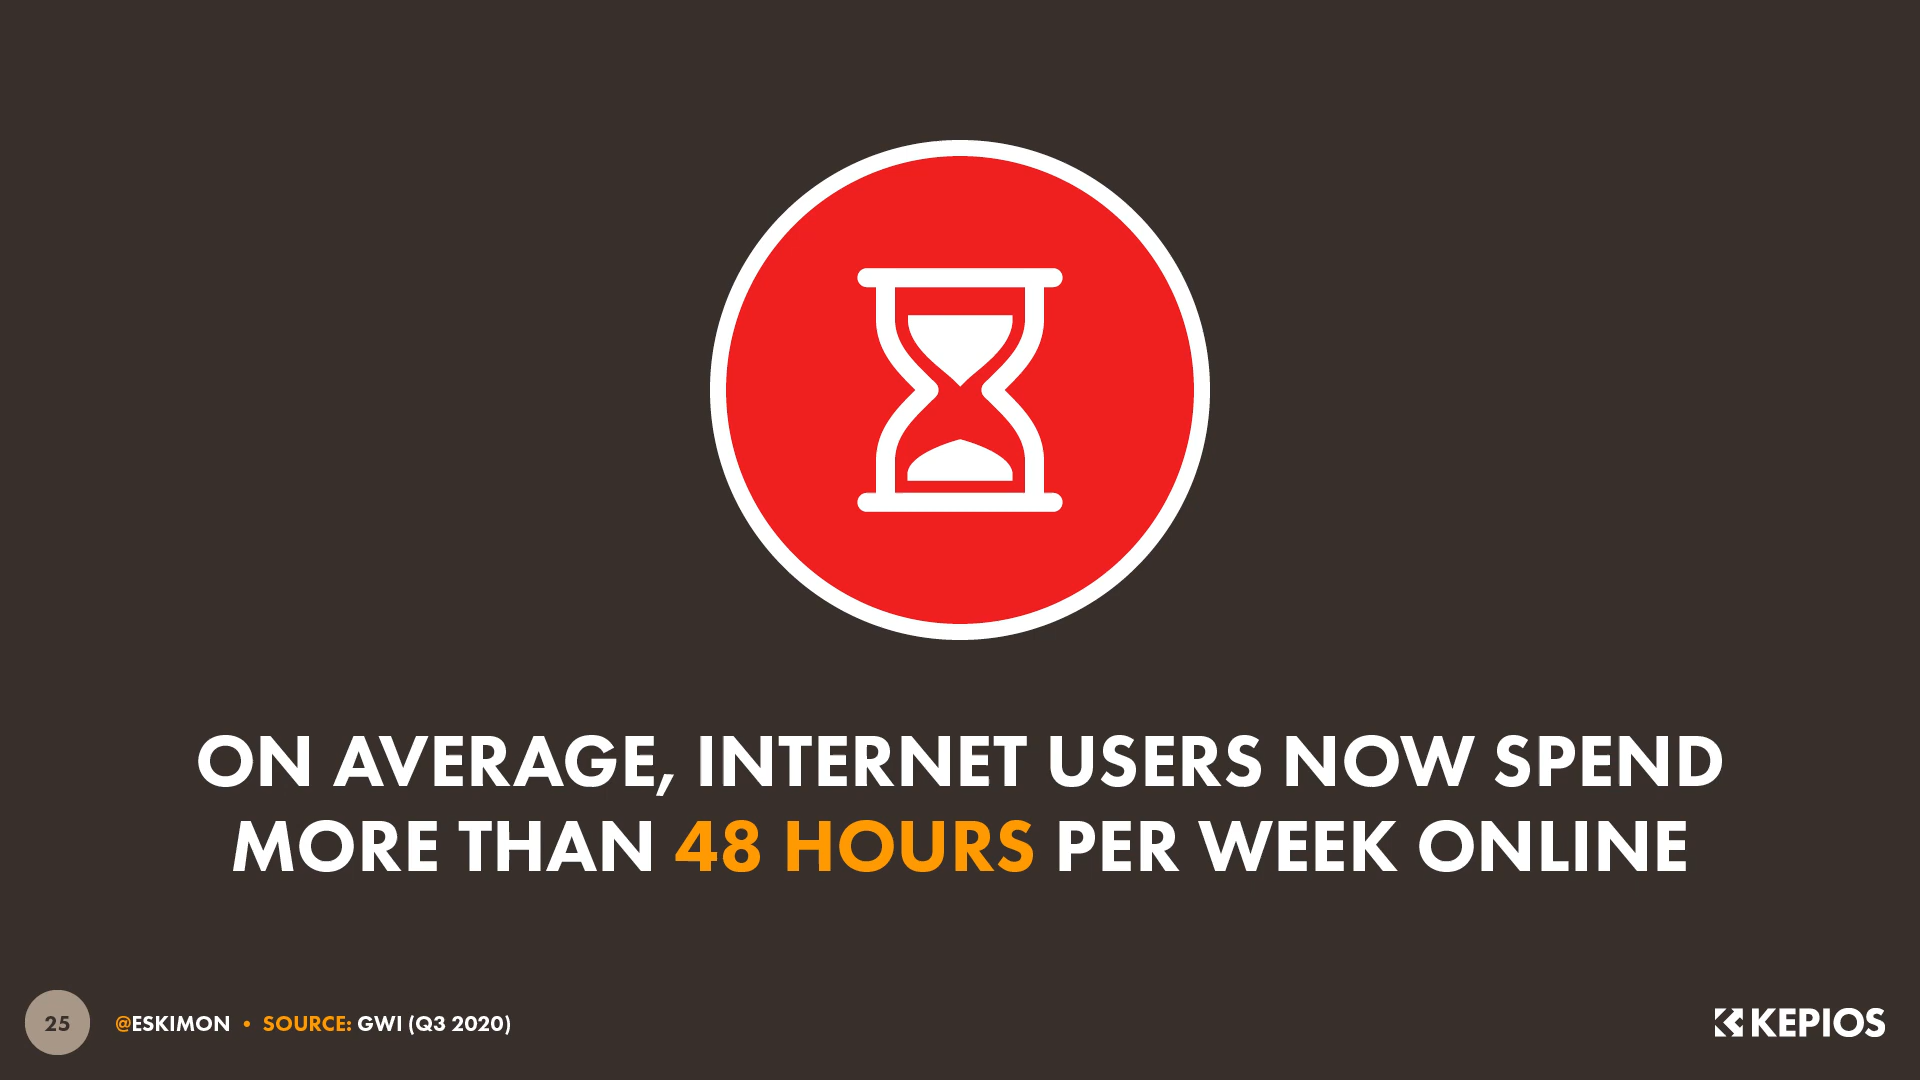 ON AVERAGE, INTERNET USERS NOW SPEND
MORE THAN 48 HOURS PER WEEK ONLINE
25
@ESKIMON • SOURCE: GWI (Q3 2020)
KEPIOS